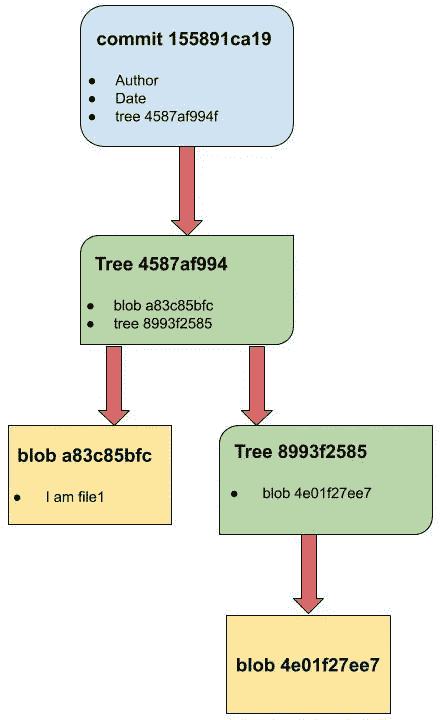 commit 155891ca19
● Author
● Date
● tree 4587af994f
Tree 4587af994
● blob a83c85bfc
● tree 8993f2585
blob a83c85bfc
● I am file1
Tree 8993f2585
● blob 4e01f27ee7
blob 4e01f27ee7